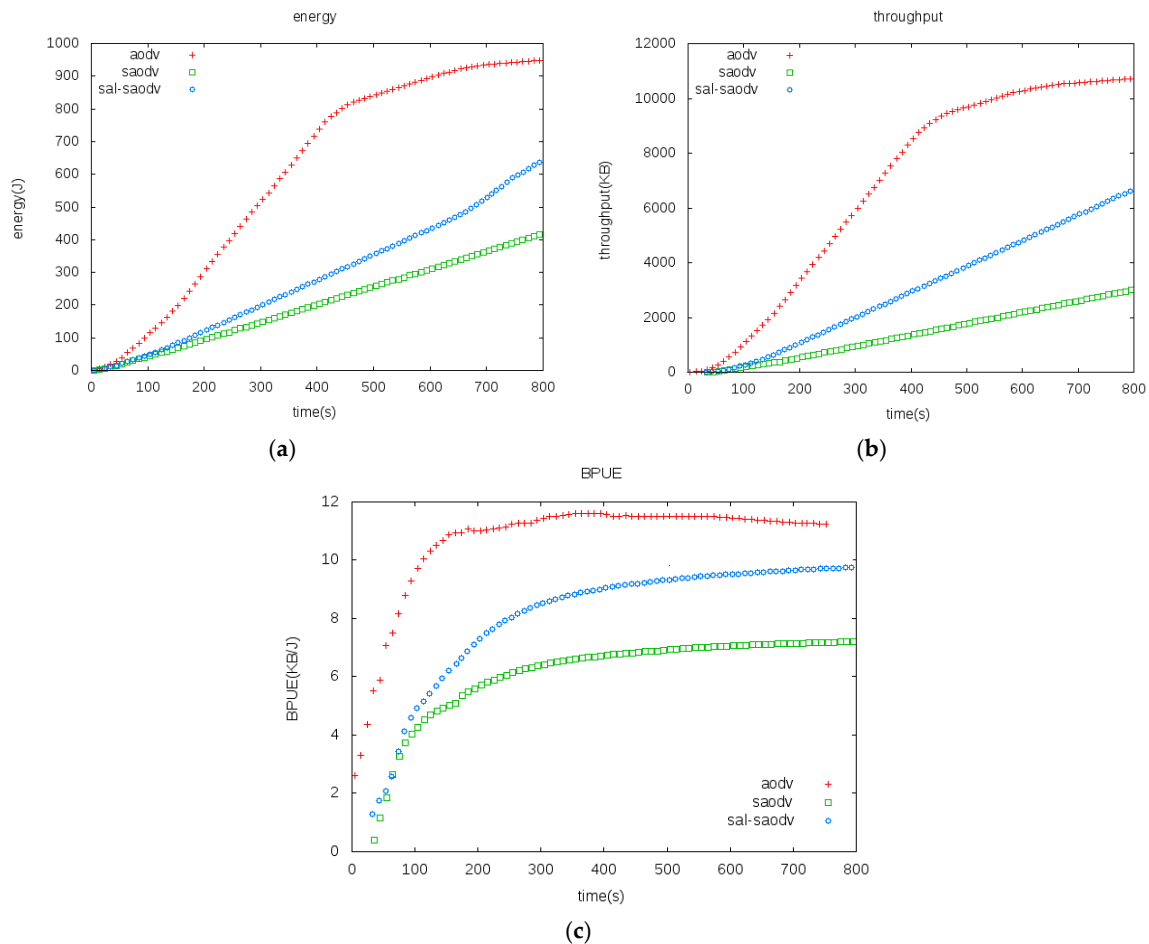 energy
1000
900
800
700
600
500
400
300
200
100
0
energy(J)
aodv
saodv
sal-saodv
0 100 200 300 400 500 600 700 800
time(s)
(a)
throughput
12000
10000
8000
6000
4000
2000
0
throughput(KB)
aodv
saodv
sal-saodv
0 100 200 300 400 500 600 700 800
time(s)
(b)
BPUE
12
10
8
6
4
2
0
BPUE(KB/J)
aodv
saodv
sal-saodv
0 100 200 300 400 500 600 700 800
time(s)
(c)